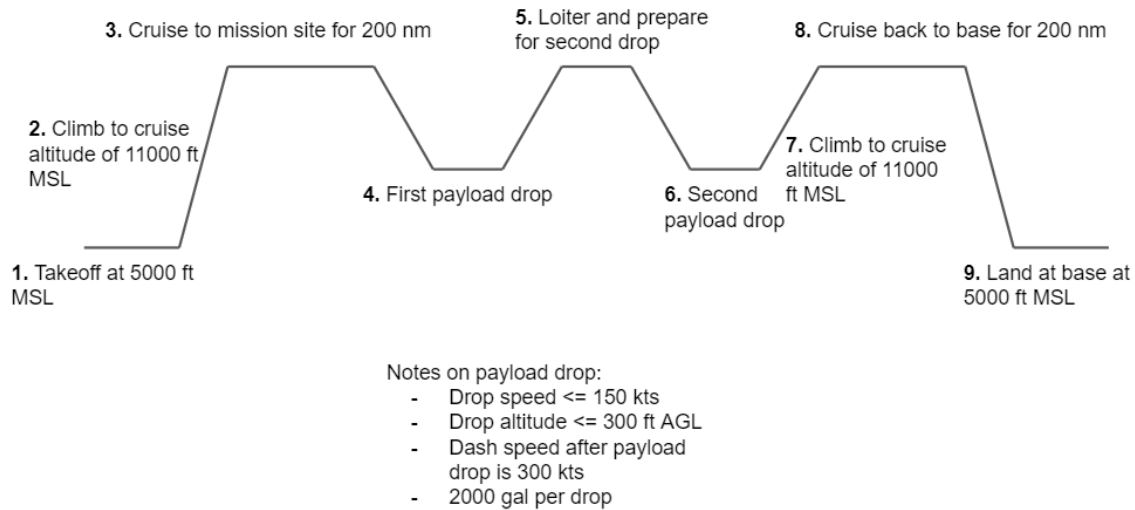 3. Cruise to mission site for 200 nm
5. Loiter and prepare
for second drop
8. Cruise back to base for 200 nm
2. Climb to cruise
altitude of 11000 ft
MSL
7. Climb to cruise
altitude of 11000
ft MSL
4. First payload drop
6. Second
payload drop
1. Takeoff at 5000 ft
MSL
9. Land at base at
5000 ft MSL
Notes on payload drop:
- Drop speed <= 150 kts
- Drop altitude <= 300 ft AGL
- Dash speed after payload
drop is 300 kts
- 2000 gal per drop